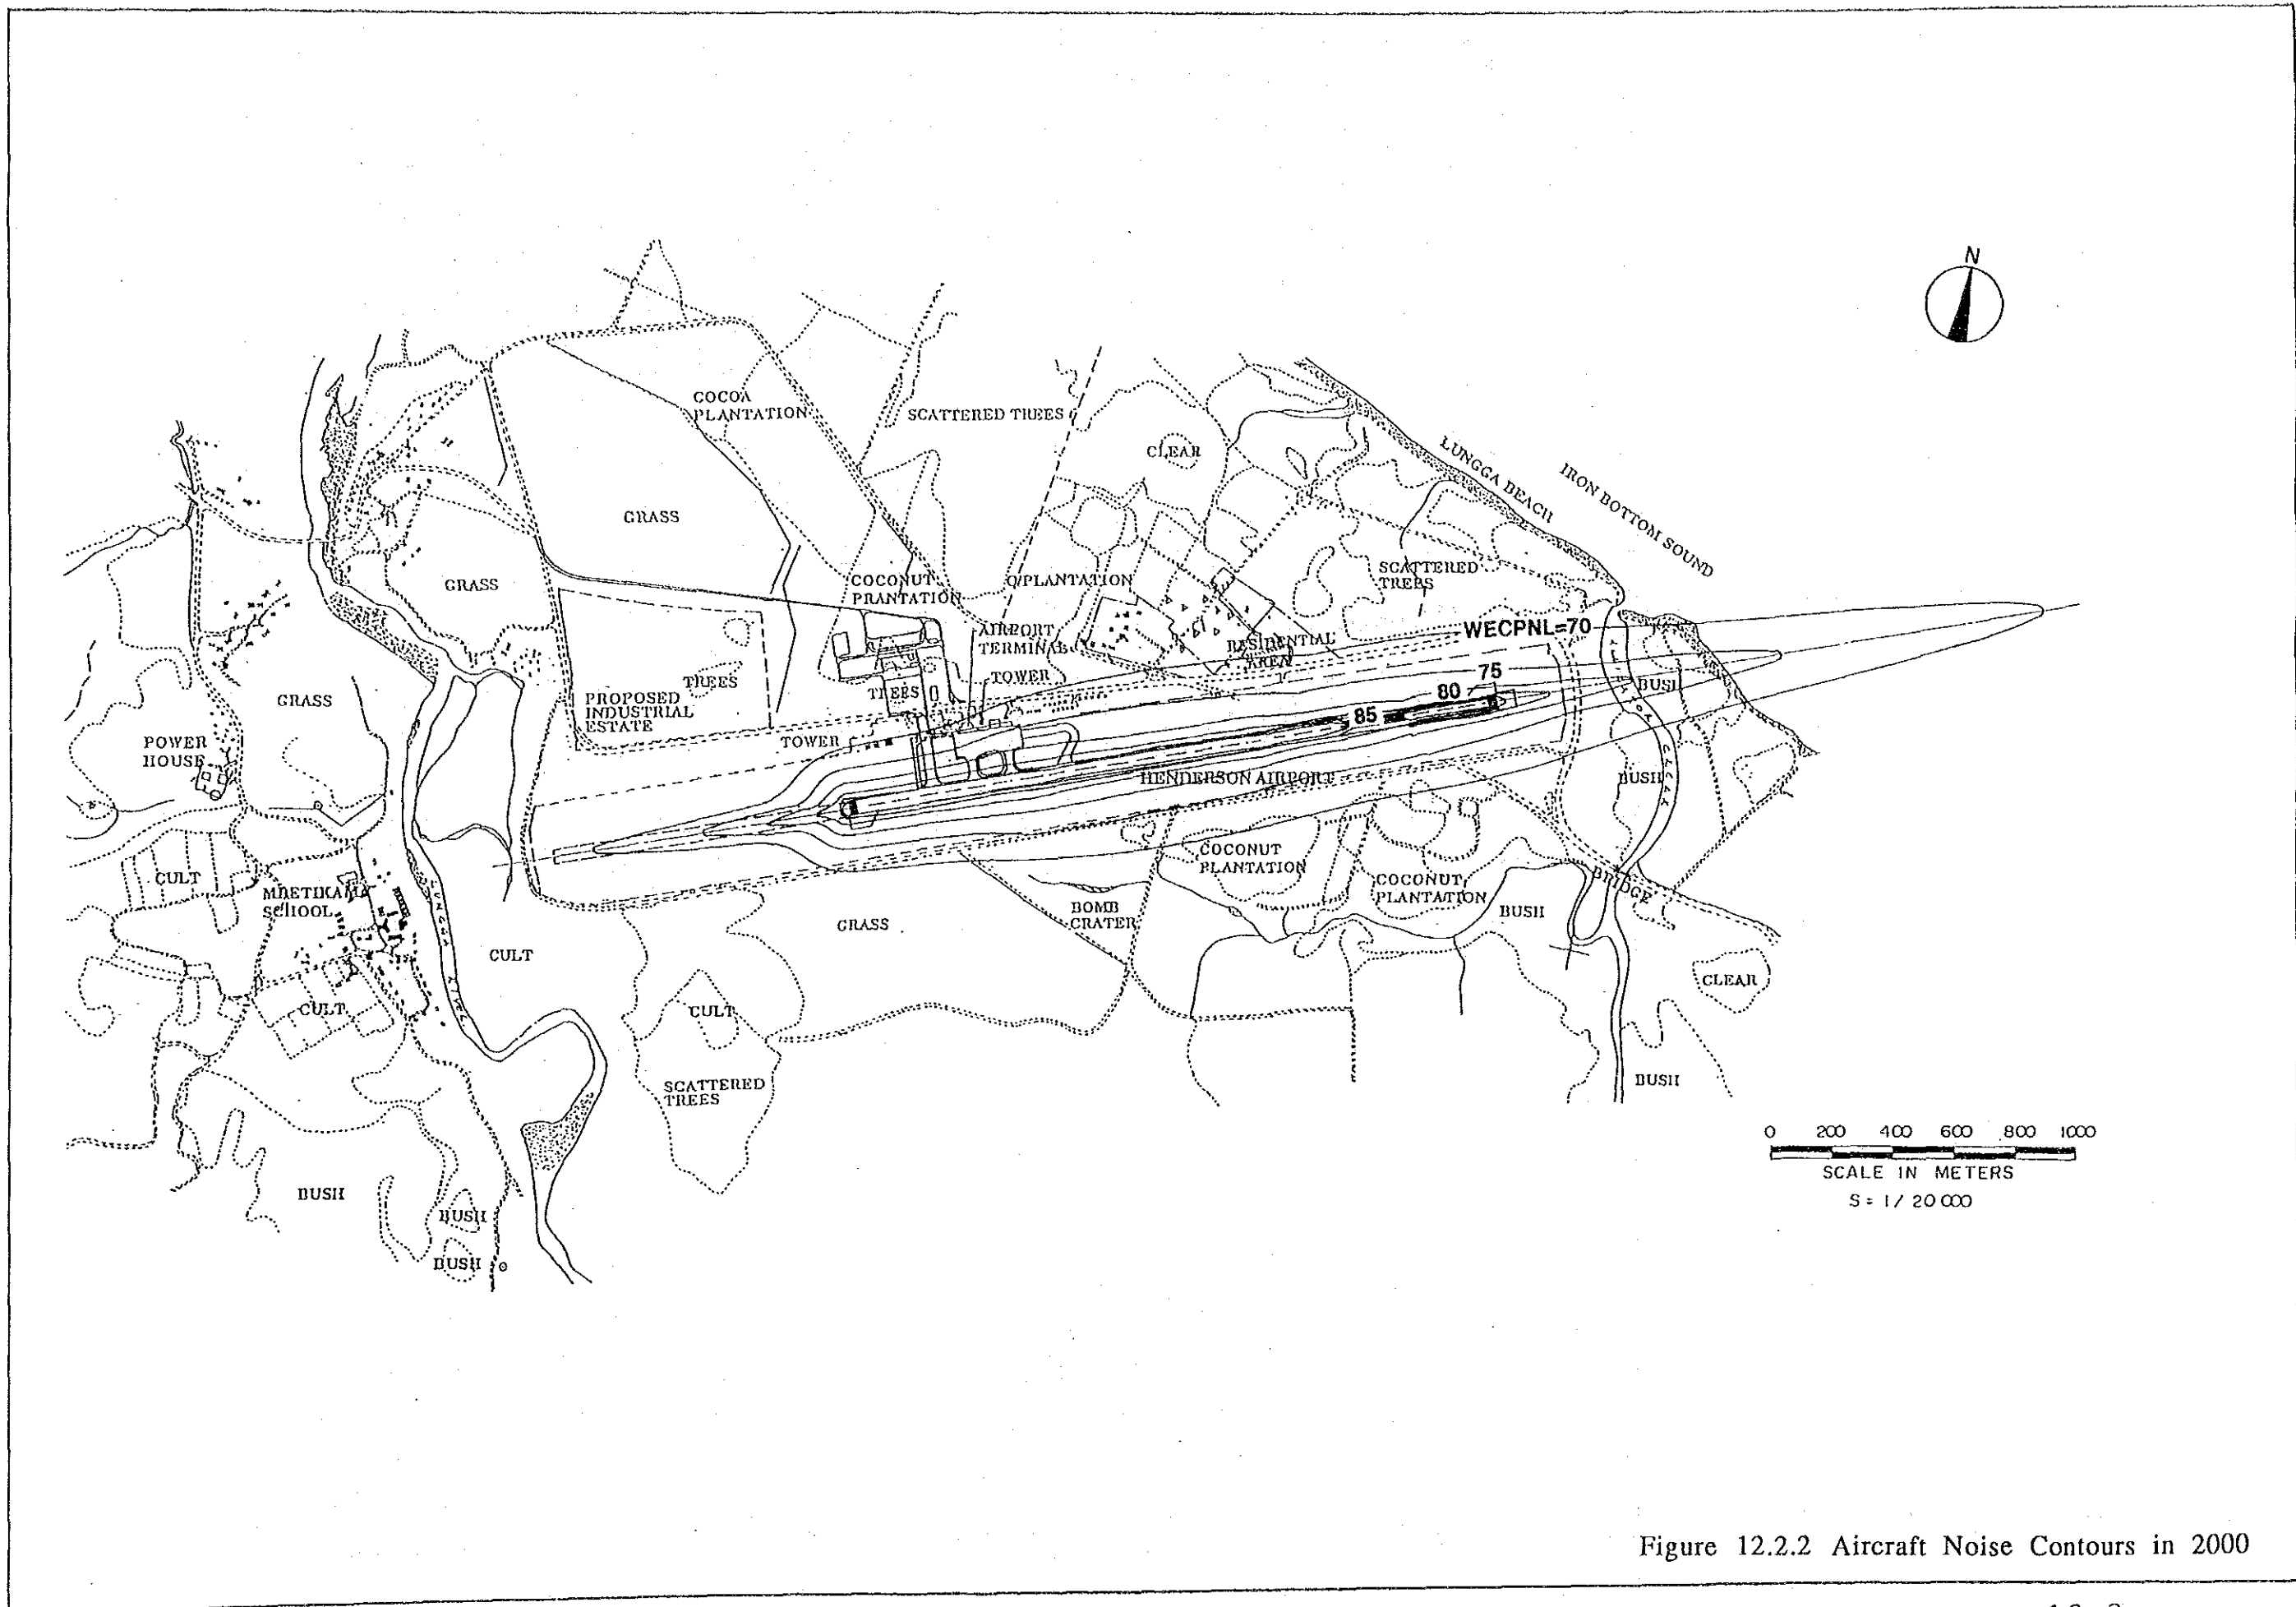 N
COCOA
PLANTATION
SCATTERED TREES
CLEAR
LUNGGA BEACH
IRON BOTTOM SOUND
GRASS
GRASS
COCONUT
PRANTATION
O/PLANTATION
SCATTERED
TREES
AIRPORT
TERMINAL
RESIDENTIAL
AREA
WECPNL=70
75
80
85
TOWER
TREES
TREES
BUSH
PROPOSED
INDUSTRIAL
ESTATE
GRASS
TOWER
POWER
HOUSE
HENDERSON AIRPORT
BUSH
COCONUT
PLANTATION
COCONUT
PLANTATION
BRIDGE
CULT
SCHOOL
LUNGGA RIVER
BOMB
CRATER
BUSH
GRASS
CULT
CLEAR
CULT
CULT
SCATTERED
TREES
BUSH
BUSH
BUSH
BUSH
0 200 400 600 800 1000
SCALE IN METERS
S = 1 / 20 000
Figure 12.2.2 Aircraft Noise Contours in 2000